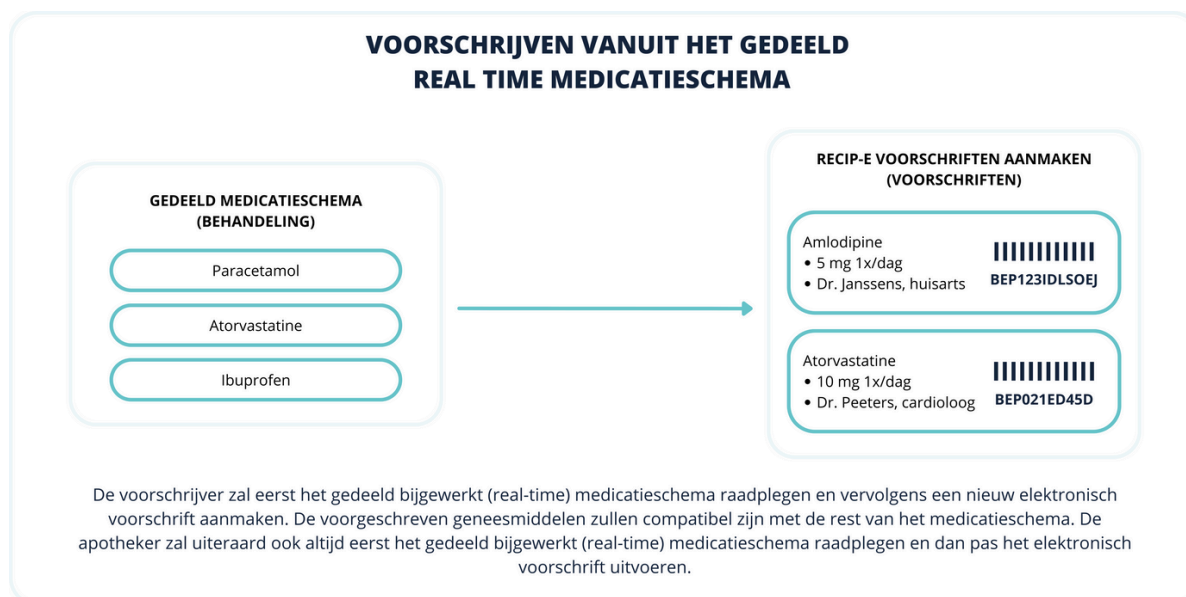 VOORSCHRIJVEN VANUIT HET GEDEELD
REAL TIME MEDICATIESCHEMA
GEDEELD MEDICATIESCHEMA
(BEHANDELING)
Paracetamol
Atorvastatine
Ibuprofen
RECIP-E VOORSCHRIFTEN AANMAKEN
(VOORSCHRIFTEN)
Amlodipine
• 5 mg 1x/dag
• Dr. Janssens, huisarts
BEP123IDLSOEJ
Atorvastatine
• 10 mg 1x/dag
• Dr. Peeters, cardioloog
BEP021ED45D
De voorschrijver zal eerst het gedeeld bijgewerkt (real-time) medicatieschema raadplegen en vervolgens een nieuw elektronisch
voorschrift aanmaken. De voorgeschreven geneesmiddelen zullen compatibel zijn met de rest van het medicatieschema. De
apotheker zal uiteraard ook altijd eerst het gedeeld bijgewerkt (real-time) medicatieschema raadplegen en dan pas het elektronisch
voorschrift uitvoeren.